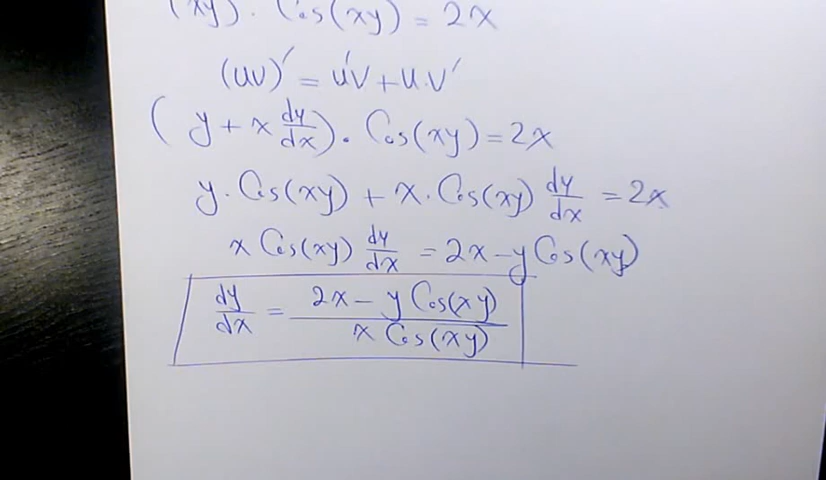 (xy). Cos(xy) = 2x
(uv)' = u'v + u.v'
( y + x dy/dx ). Cos(xy) = 2x
y. Cos(xy) + x. Cos(xy) dy/dx = 2x
x Cos(xy) dy/dx = 2x - y Cos(xy)
dy/dx = 2x - y Cos(xy) / x Cos(xy)